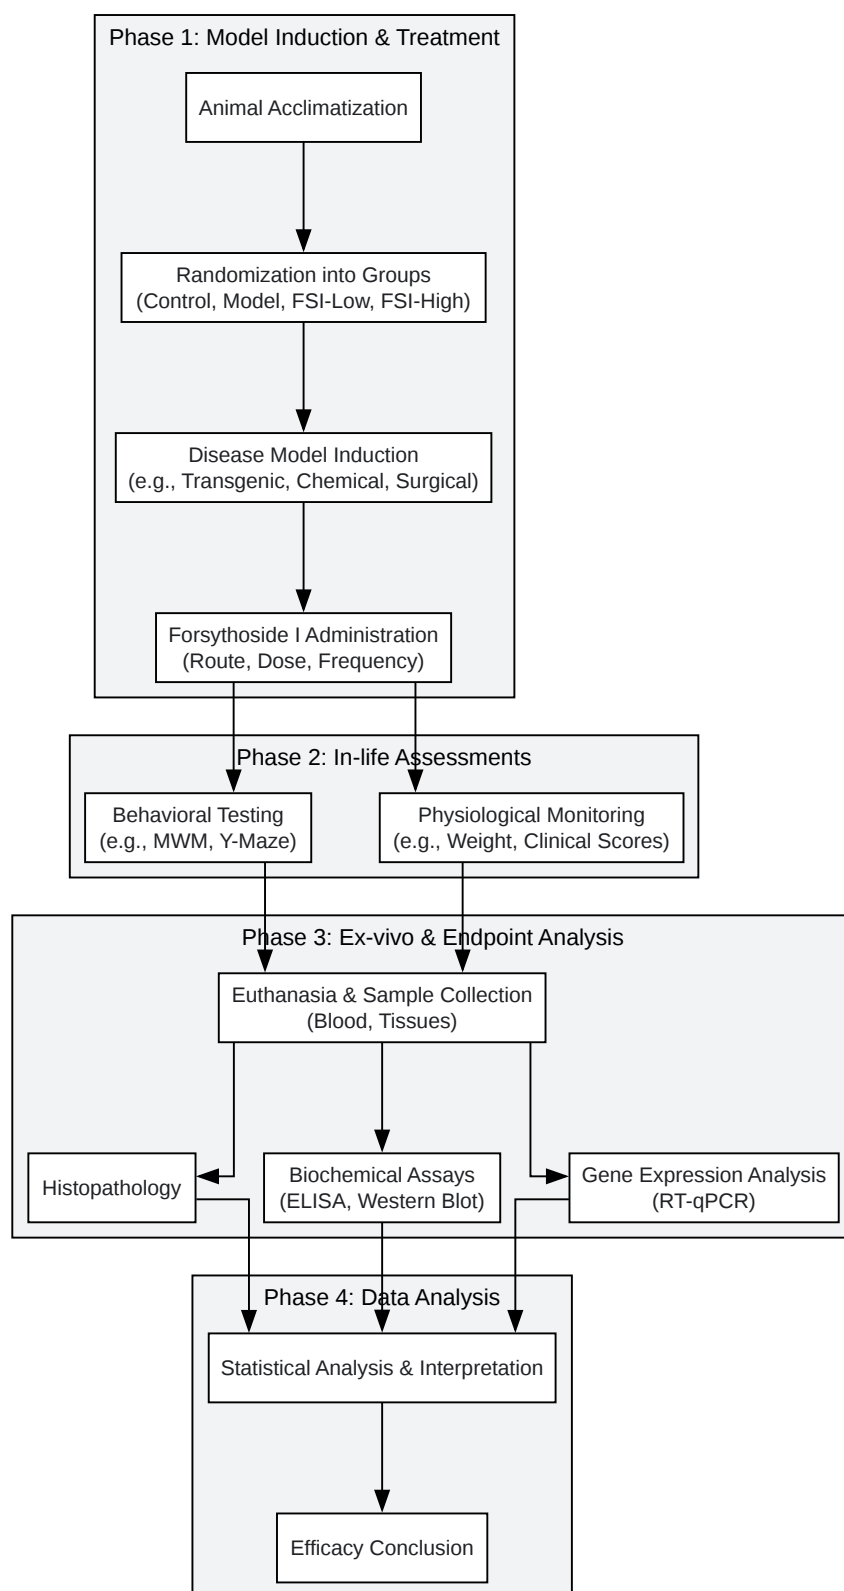 Phase 1: Model Induction & Treatment
Animal Acclimatization
Randomization into Groups
(Control, Model, FSI-Low, FSI-High)
Disease Model Induction
(e.g., Transgenic, Chemical, Surgical)
Forsythoside I Administration
(Route, Dose, Frequency)
Phase 2: In-life Assessments
Behavioral Testing
(e.g., MWM, Y-Maze)
Physiological Monitoring
(e.g., Weight, Clinical Scores)
Phase 3: Ex-vivo & Endpoint Analysis
Euthanasia & Sample Collection
(Blood, Tissues)
Histopathology
Biochemical Assays
(ELISA, Western Blot)
Gene Expression Analysis
(RT-qPCR)
Phase 4: Data Analysis
Statistical Analysis & Interpretation
Efficacy Conclusion